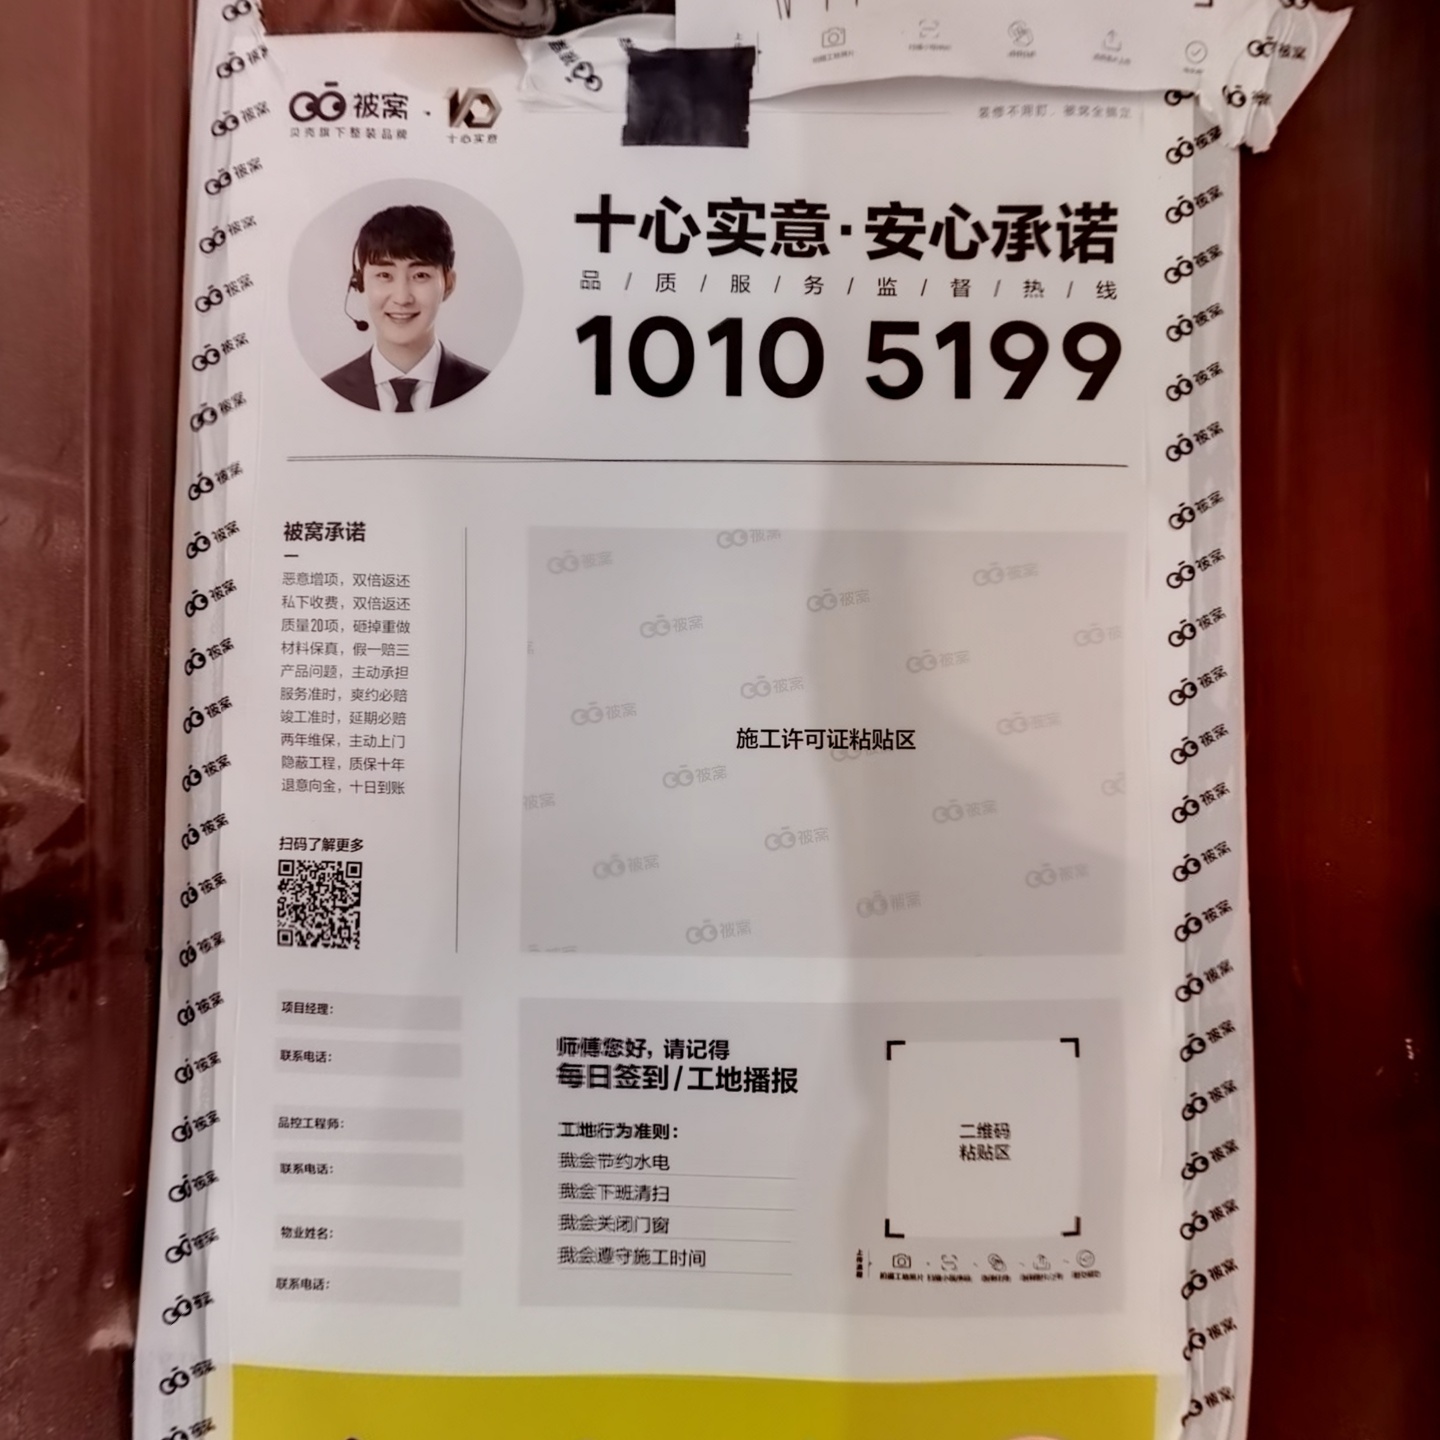 被窝
贝壳旗下整装品牌
十心实意
装修不用盯，被窝全搞定
十心实意·安心承诺
品/质/服/务/监/督/热/线
1010 5199
被窝承诺
恶意增项，双倍返还
私下收费，双倍返还
质量20项，砸掉重做
材料保真，假一赔三
产品问题，主动承担
服务准时，爽约必赔
竣工准时，延期必赔
两年维保，主动上门
隐蔽工程，质保十年
退意向金，十日到账
扫码了解更多
施工许可证粘贴区
项目经理：
联系电话：
品控工程师：
联系电话：
物业姓名：
联系电话：
师傅您好，请记得
每日签到/工地播报
工地行为准则：
我会节约水电
我会下班清扫
我会关闭门窗
我会遵守施工时间
二维码
粘贴区